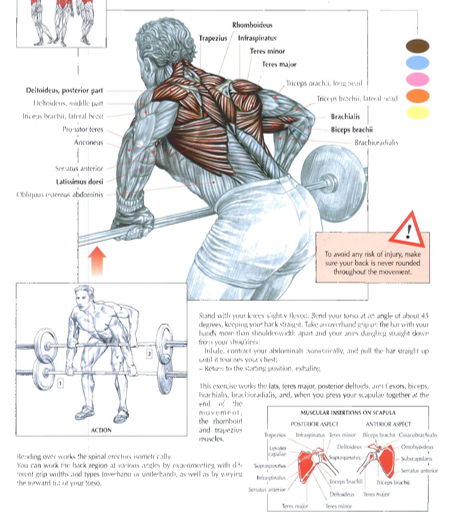 Rhomboideus
Trapezius Infraspinatus
Teres minor
Teres major
Triceps brachii, long head
Triceps brachii, lateral head
Brachialis
Biceps brachii
Brachioradialis
Deltoideus, posterior part
Deltoideus, middle part
Triceps brachii, lateral head
Pronator teres
Anconeus
Serratus anterior
Latissimus dorsi
Obliquus externus abdominis
!
To avoid any risk of injury, make
sure your back is never rounded
throughout the movement.
1
2
ACTION
Stand with your knees slightly flexed. Bend your torso at an angle of about 45
degrees, keeping your back straight. Take an overhand grip on the bar with your
hands more than shoulder-width apart and your arms dangling straight down
from your shoulders:
Inhale, contract your abdominals isometrically, and pull the bar straight up
until it touches your chest;
– Return to the starting position, exhaling.
This exercise works the lats, teres major, posterior deltoids, arm flexors, biceps,
brachialis, brachioradialis, and, when you press your scapulae together at the
end of the
movement,
the rhomboid
and trapezius
muscles.
Bending over works the spinal erectors isometrically.
You can work the back region at various angles by experimenting with dif-
ferent grip widths and types (overhand or underhand), as well as by varying
the inward tilt of your torso.
MUSCULAR INSERTIONS ON SCAPULA
POSTERIOR ASPECT ANTERIOR ASPECT
Trapezius Infraspinatus Teres minor Biceps brachii Coracobrachialis
Levator
scapulae
Deltoideus
Omohyoideus
Supraspinatus
Subscapularis
Supraspinatus
Serratus anterior
Infraspinatus
Triceps brachii
Triceps brachii
Serratus anterior
Deltoideus
Teres major
Teres minor
Teres major